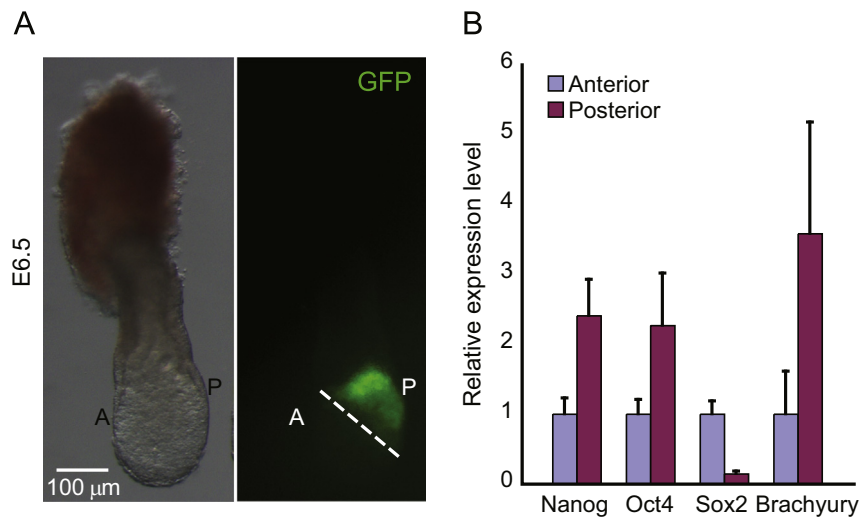 A
GFP
E6.5
A
P
A
P
100 μm
B
Relative expression level
6
5
4
3
2
1
0
Anterior
Posterior
Nanog Oct4 Sox2 Brachyury